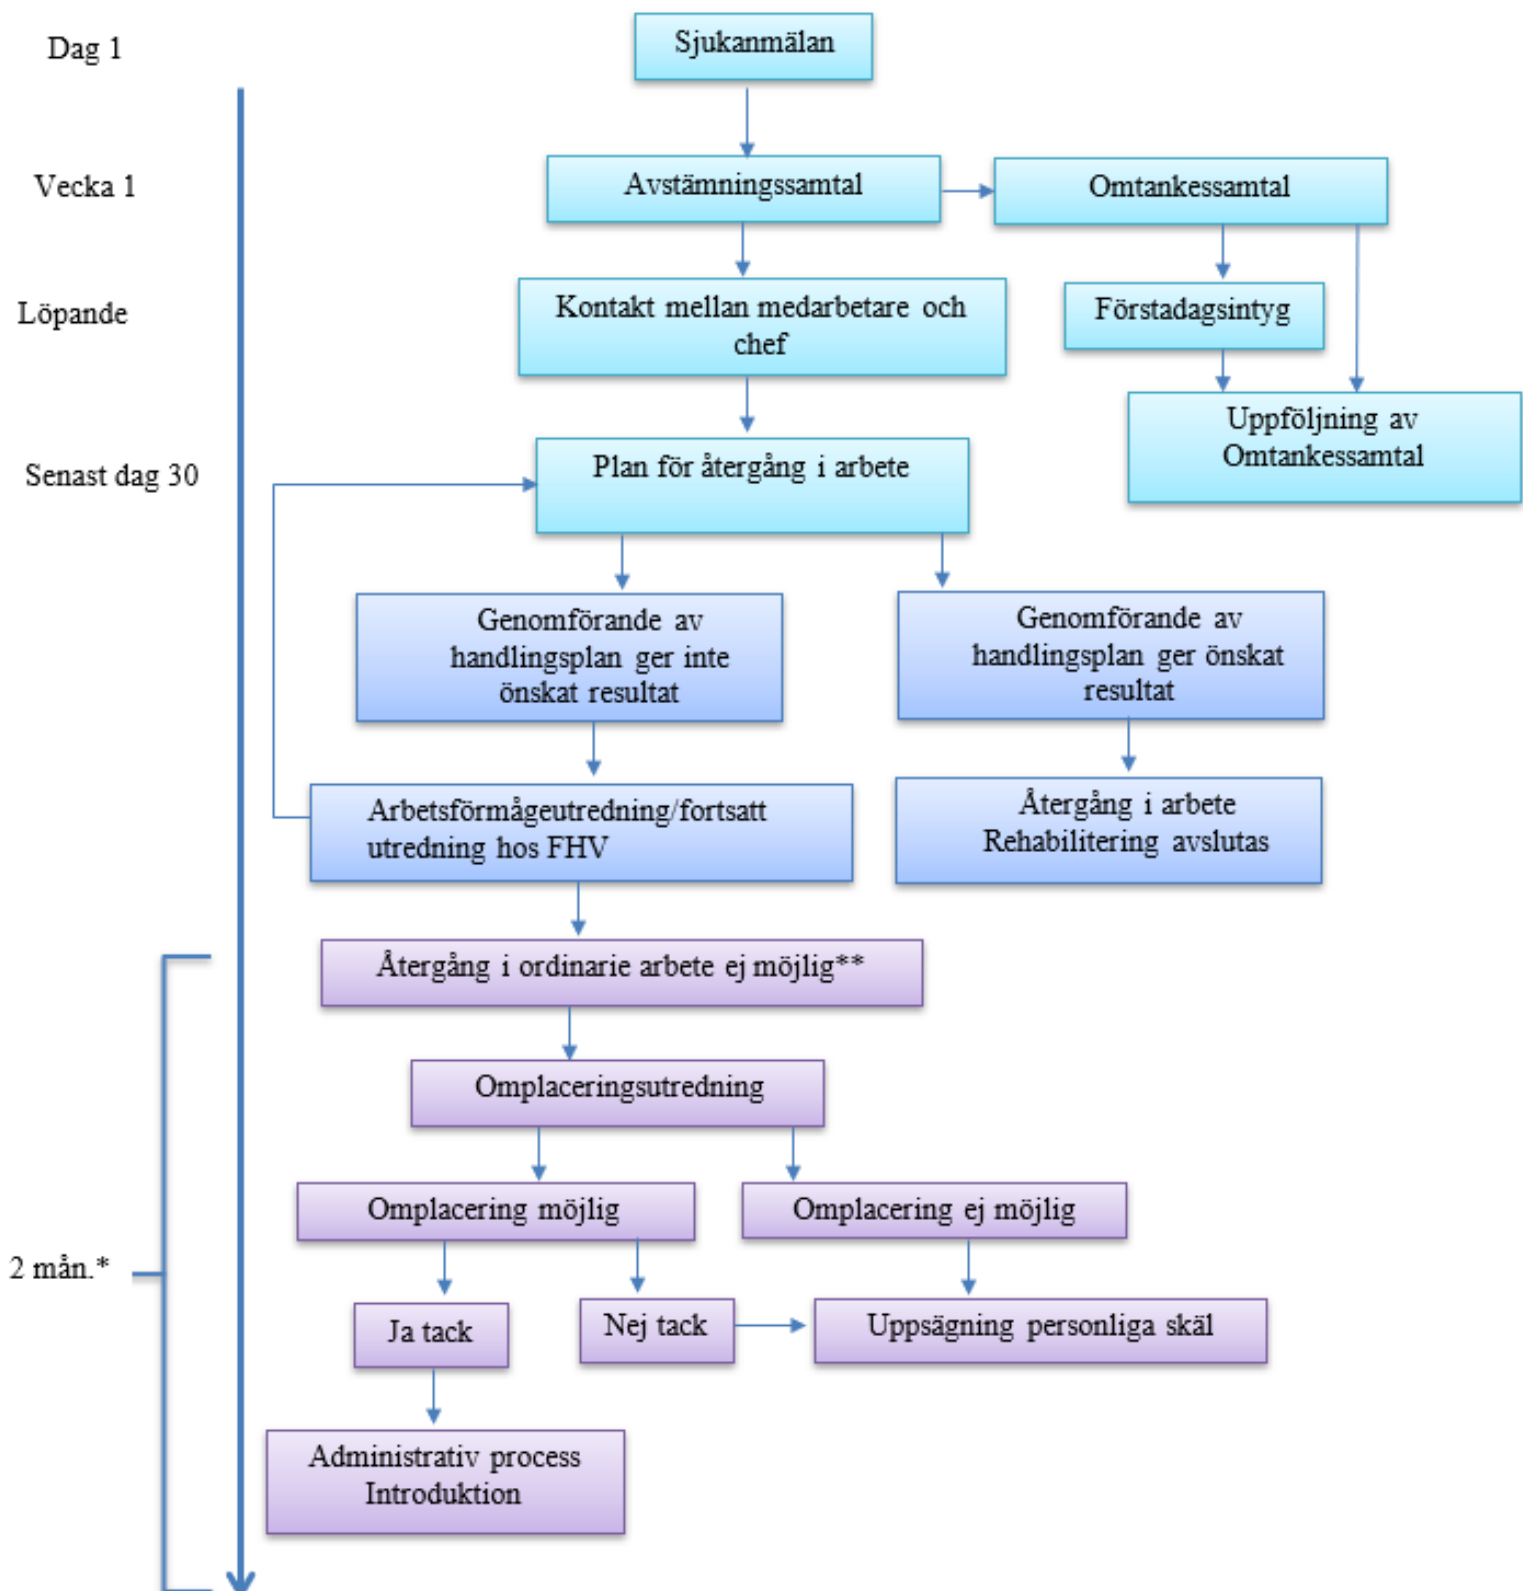 Dag 1
Sjukanmälan
Vecka 1
Avstämningssamtal
Omtankessamtal
Löpande
Kontakt mellan medarbetare och
chef
Förstadagsintyg
Uppföljning av
Omtankessamtal
Senast dag 30
Plan för återgång i arbete
Genomförande av
handlingsplan ger inte
önskat resultat
Genomförande av
handlingsplan ger önskat
resultat
Arbetsförmågeutredning/fortsatt
utredning hos FHV
Återgång i arbete
Rehabilitering avslutas
Återgång i ordinarie arbete ej möjlig**
Omplaceringsutredning
Omplacering möjlig
Omplacering ej möjlig
2 mån.*
Ja tack
Nej tack
Uppsägning personliga skäl
Administrativ process
Introduktion